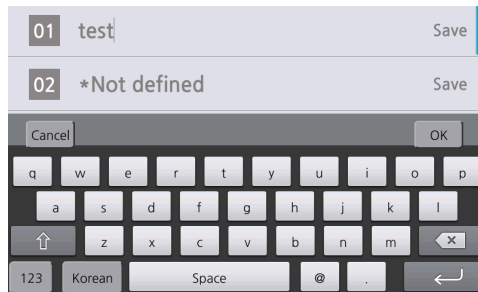 01 test Save
02 *Not defined Save
Cancel OK
q w e r t y u i o p
a s d f g h j k l
z x c v b n m
123 Korean Space @ .